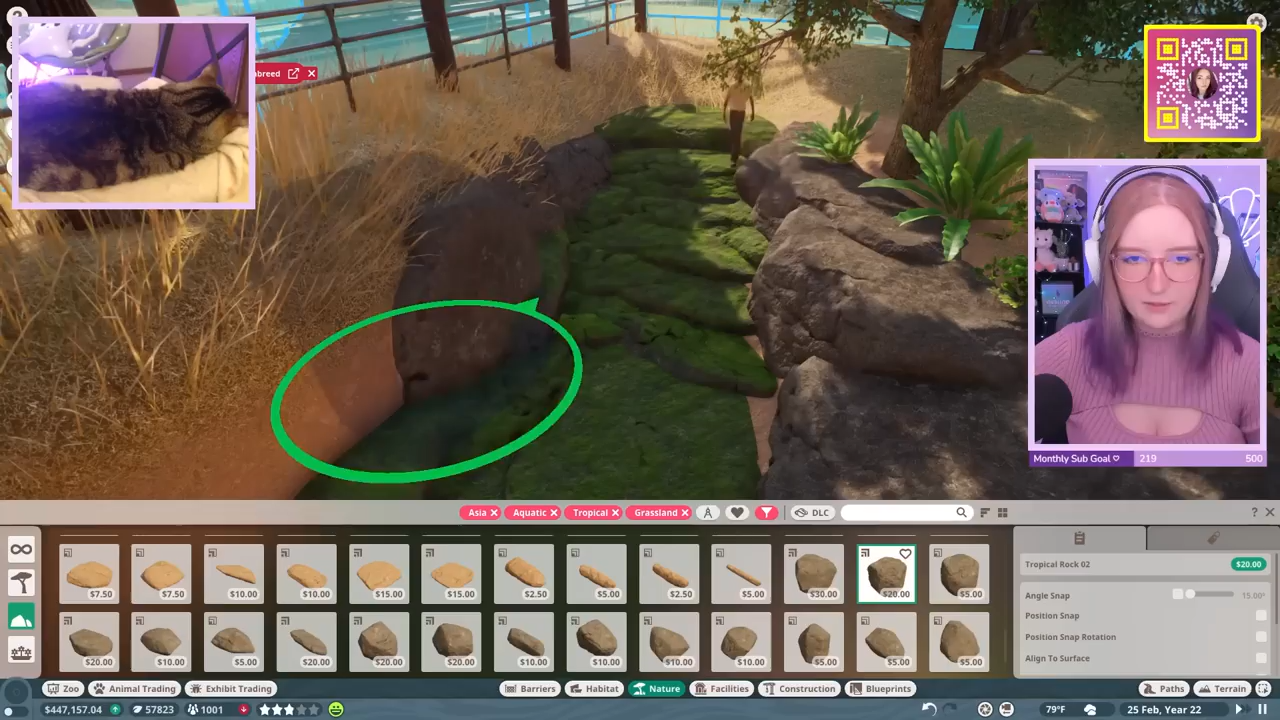 abreed
Monthly Sub Goal ♡ 219 500
Asia Aquatic Tropical Grassland DLC
?
$7.50 $7.50 $10.00 $10.00 $15.00 $15.00 $2.50 $5.00 $2.50 $5.00 $30.00 $20.00 $5.00
$20.00 $10.00 $5.00 $20.00 $20.00 $20.00 $10.00 $10.00 $10.00 $10.00 $5.00 $5.00 $5.00
Tropical Rock 02 $20.00
Angle Snap 15.00°
Position Snap
Position Snap Rotation
Align To Surface
Zoo Animal Trading Exhibit Trading Barriers Habitat Nature Facilities Construction Blueprints Paths Terrain
$447,157.04 57823 1001 79°F 25 Feb, Year 22